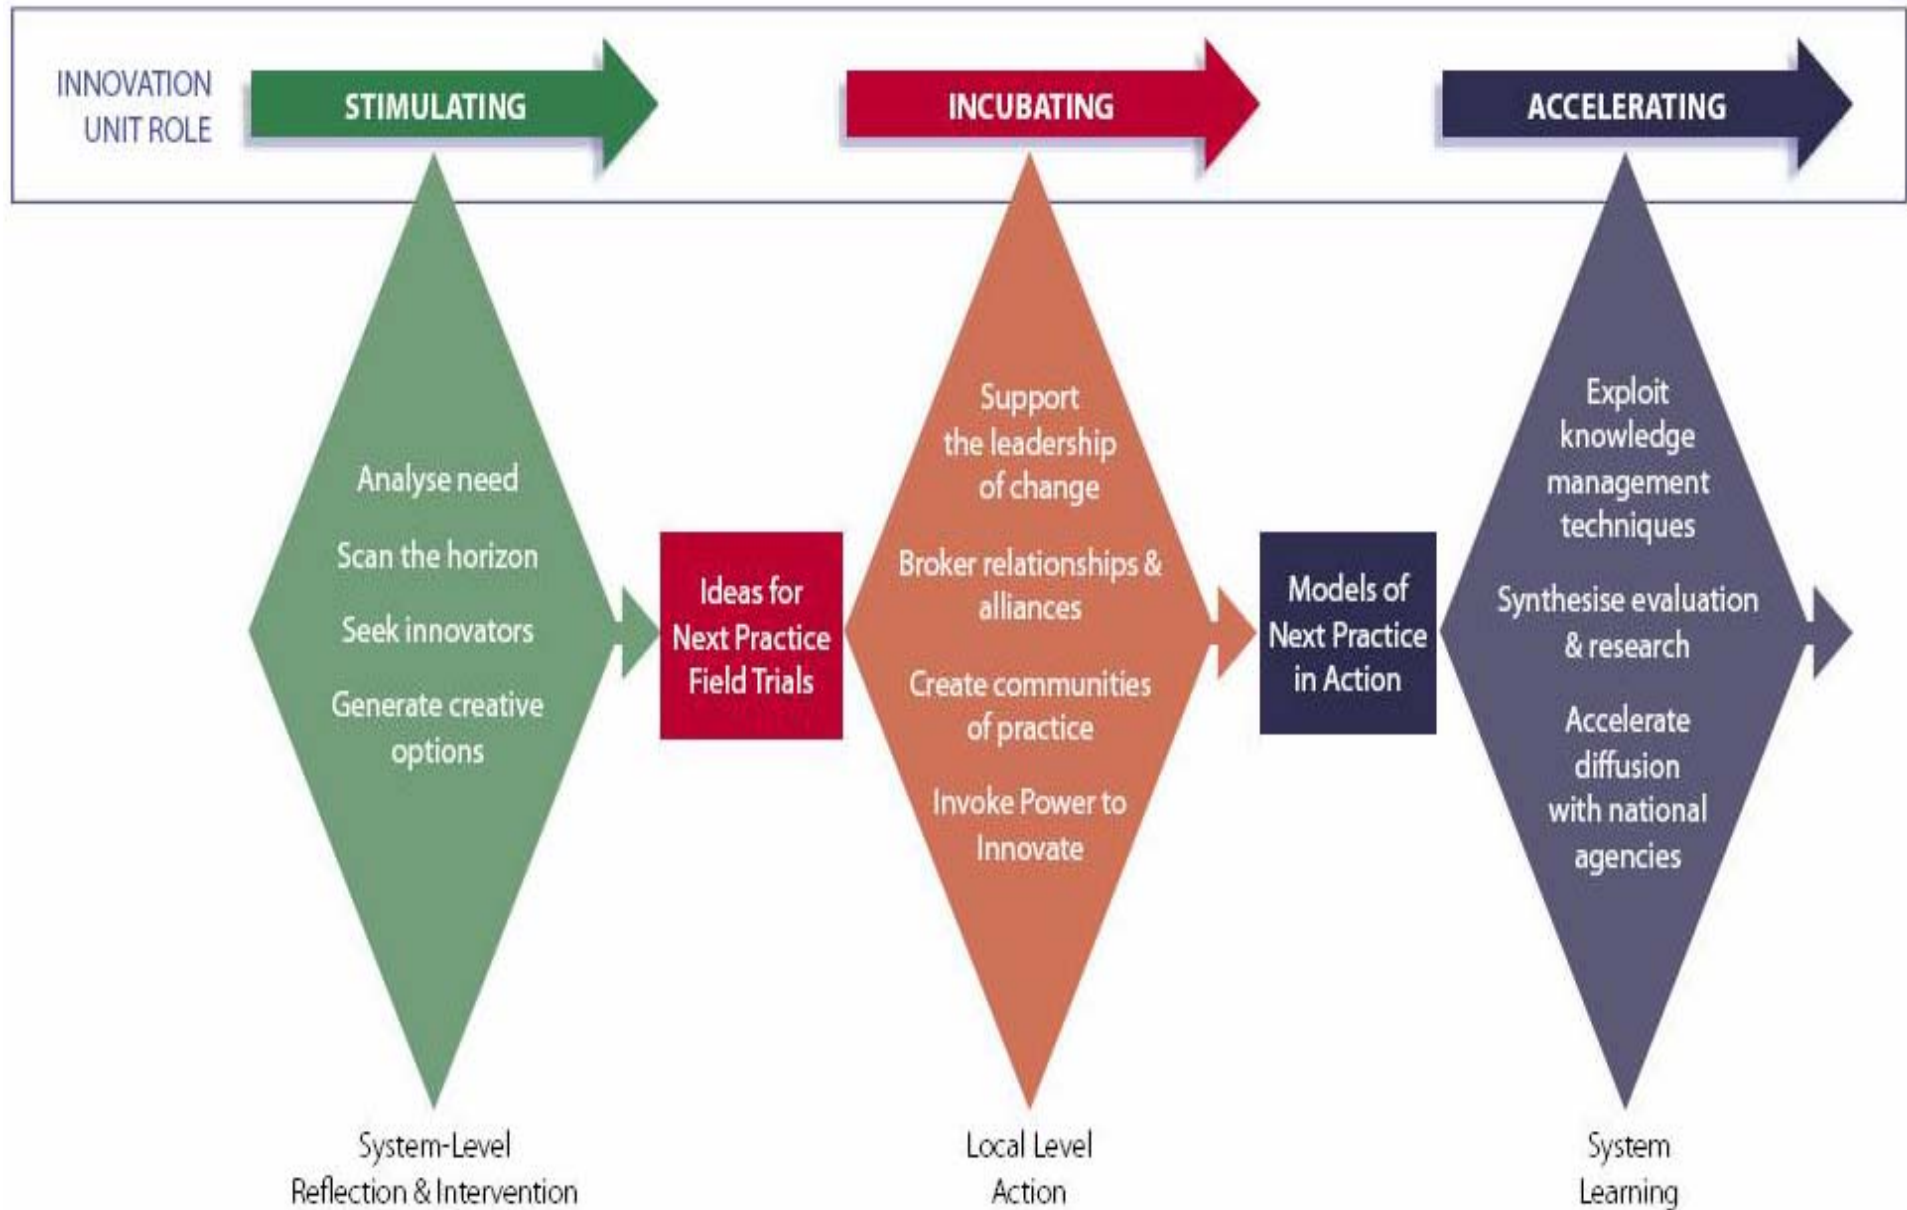 INNOVATION
UNIT ROLE
STIMULATING
INCUBATING
ACCELERATING
Analyse need
Scan the horizon
Seek innovators
Generate creative
options
Ideas for
Next Practice
Field Trials
Support
the leadership
of change
Broker relationships &
alliances
Create communities
of practice
Invoke Power to
Innovate
Models of
Next Practice
in Action
Exploit
knowledge
management
techniques
Synthesise evaluation
& research
Accelerate
diffusion
with national
agencies
System-Level
Reflection & Intervention
Local Level
Action
System
Learning